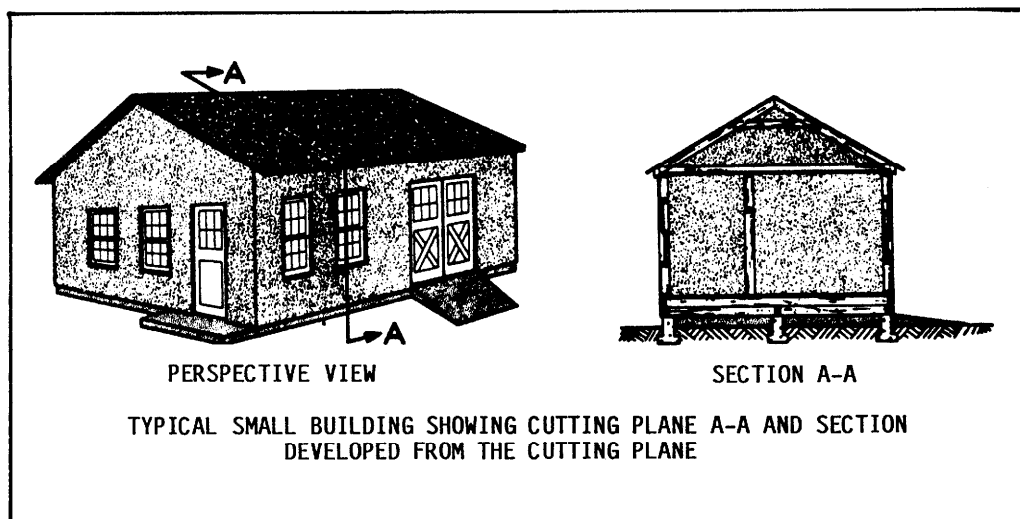 A
A
PERSPECTIVE VIEW
SECTION A-A
TYPICAL SMALL BUILDING SHOWING CUTTING PLANE A-A AND SECTION
DEVELOPED FROM THE CUTTING PLANE